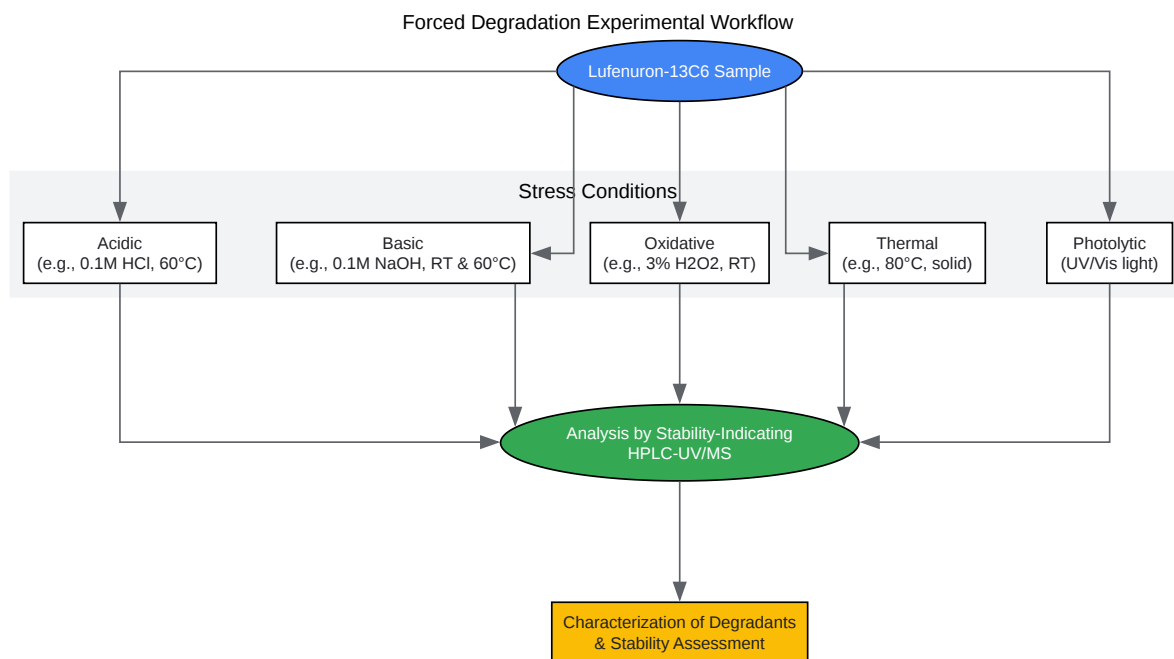 Forced Degradation Experimental Workflow
Lufenuron-13C6 Sample
Stress Conditions
Acidic
(e.g., 0.1M HCl, 60°C)
Basic
(e.g., 0.1M NaOH, RT & 60°C)
Oxidative
(e.g., 3% H2O2, RT)
Thermal
(e.g., 80°C, solid)
Photolytic
(UV/Vis light)
Analysis by Stability-Indicating
HPLC-UV/MS
Characterization of Degradants
& Stability Assessment